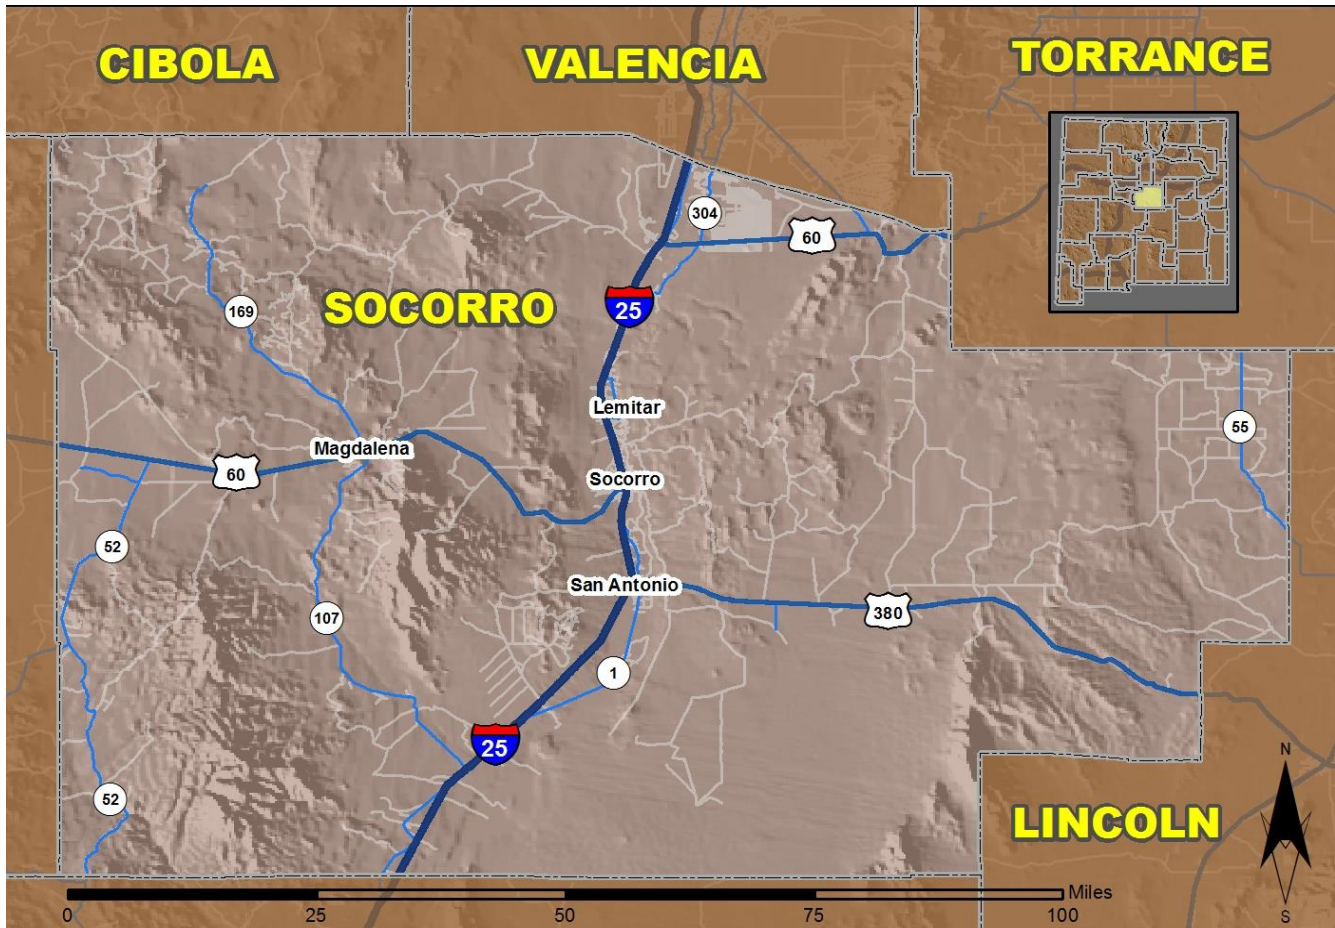 CIBOLA
VALENCIA
TORRANCE
304
60
SOCORRO
169
25
Lemitar
55
Magdalena
60
Socorro
52
San Antonio
380
107
1
25
52
N
LINCOLN
Miles
0
25
50
75
100
S